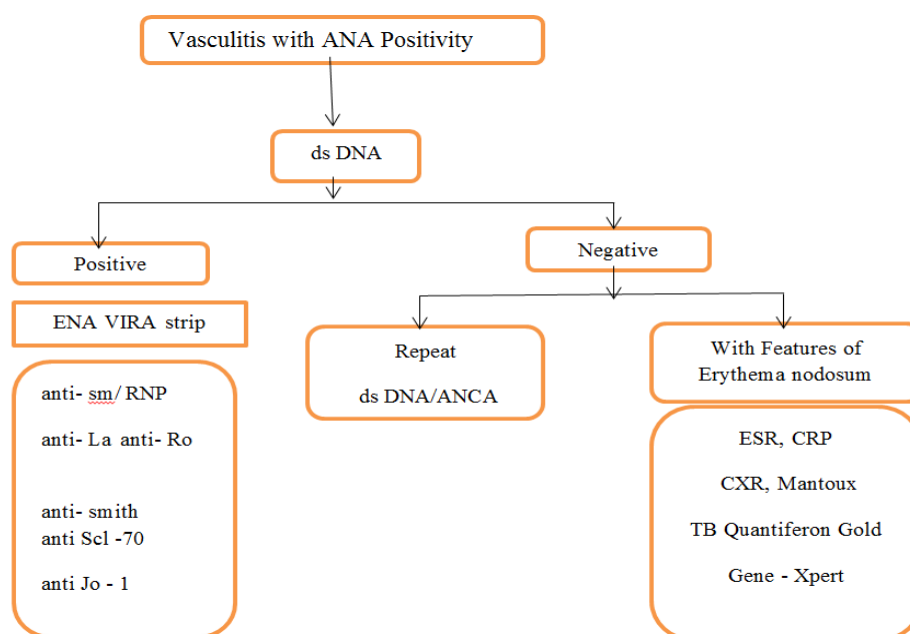 Vasculitis with ANA Positivity
ds DNA
Positive
Negative
ENA VIRA strip
anti- sm/ RNP
anti- La anti- Ro
anti- smith
anti Scl -70
anti Jo - 1
Repeat
ds DNA/ANCA
With Features of
Erythema nodosum
ESR, CRP
CXR, Mantoux
TB Quantiferon Gold
Gene - Xpert